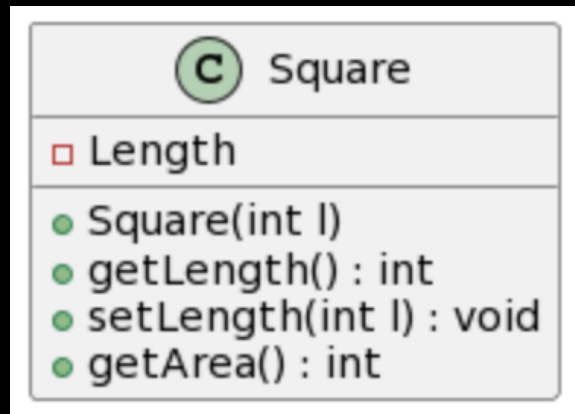 C Square
Length
Square(int l)
getLength() : int
setLength(int l) : void
getArea() : int